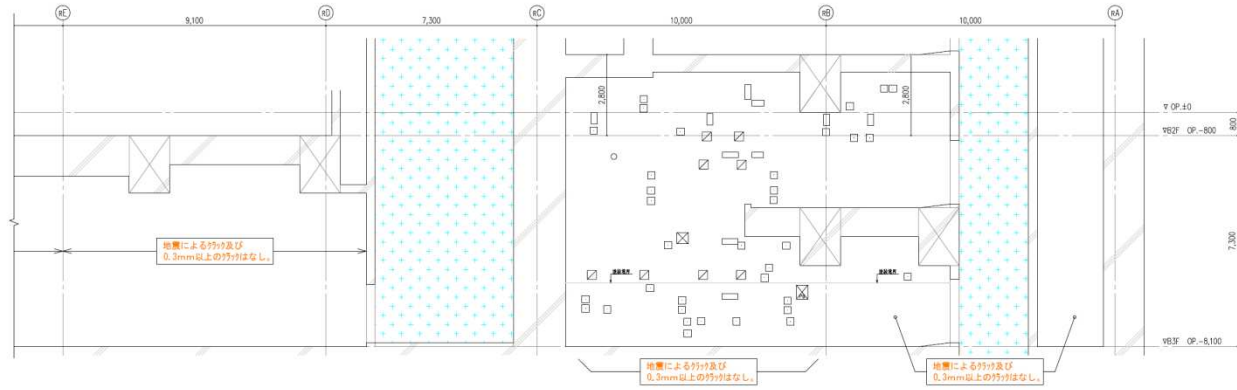 RE
RD
RC
RB
RA
9,100
7,300
10,000
10,000
2,800
2,800
▽ OP.±0
800
▽B2F OP.-800
7,300
地震によるクラック及び
0.3mm以上のクラックはなし。
▽B3F OP.-8,100
地震によるクラック及び
0.3mm以上のクラックはなし。
地震によるクラック及び
0.3mm以上のクラックはなし。